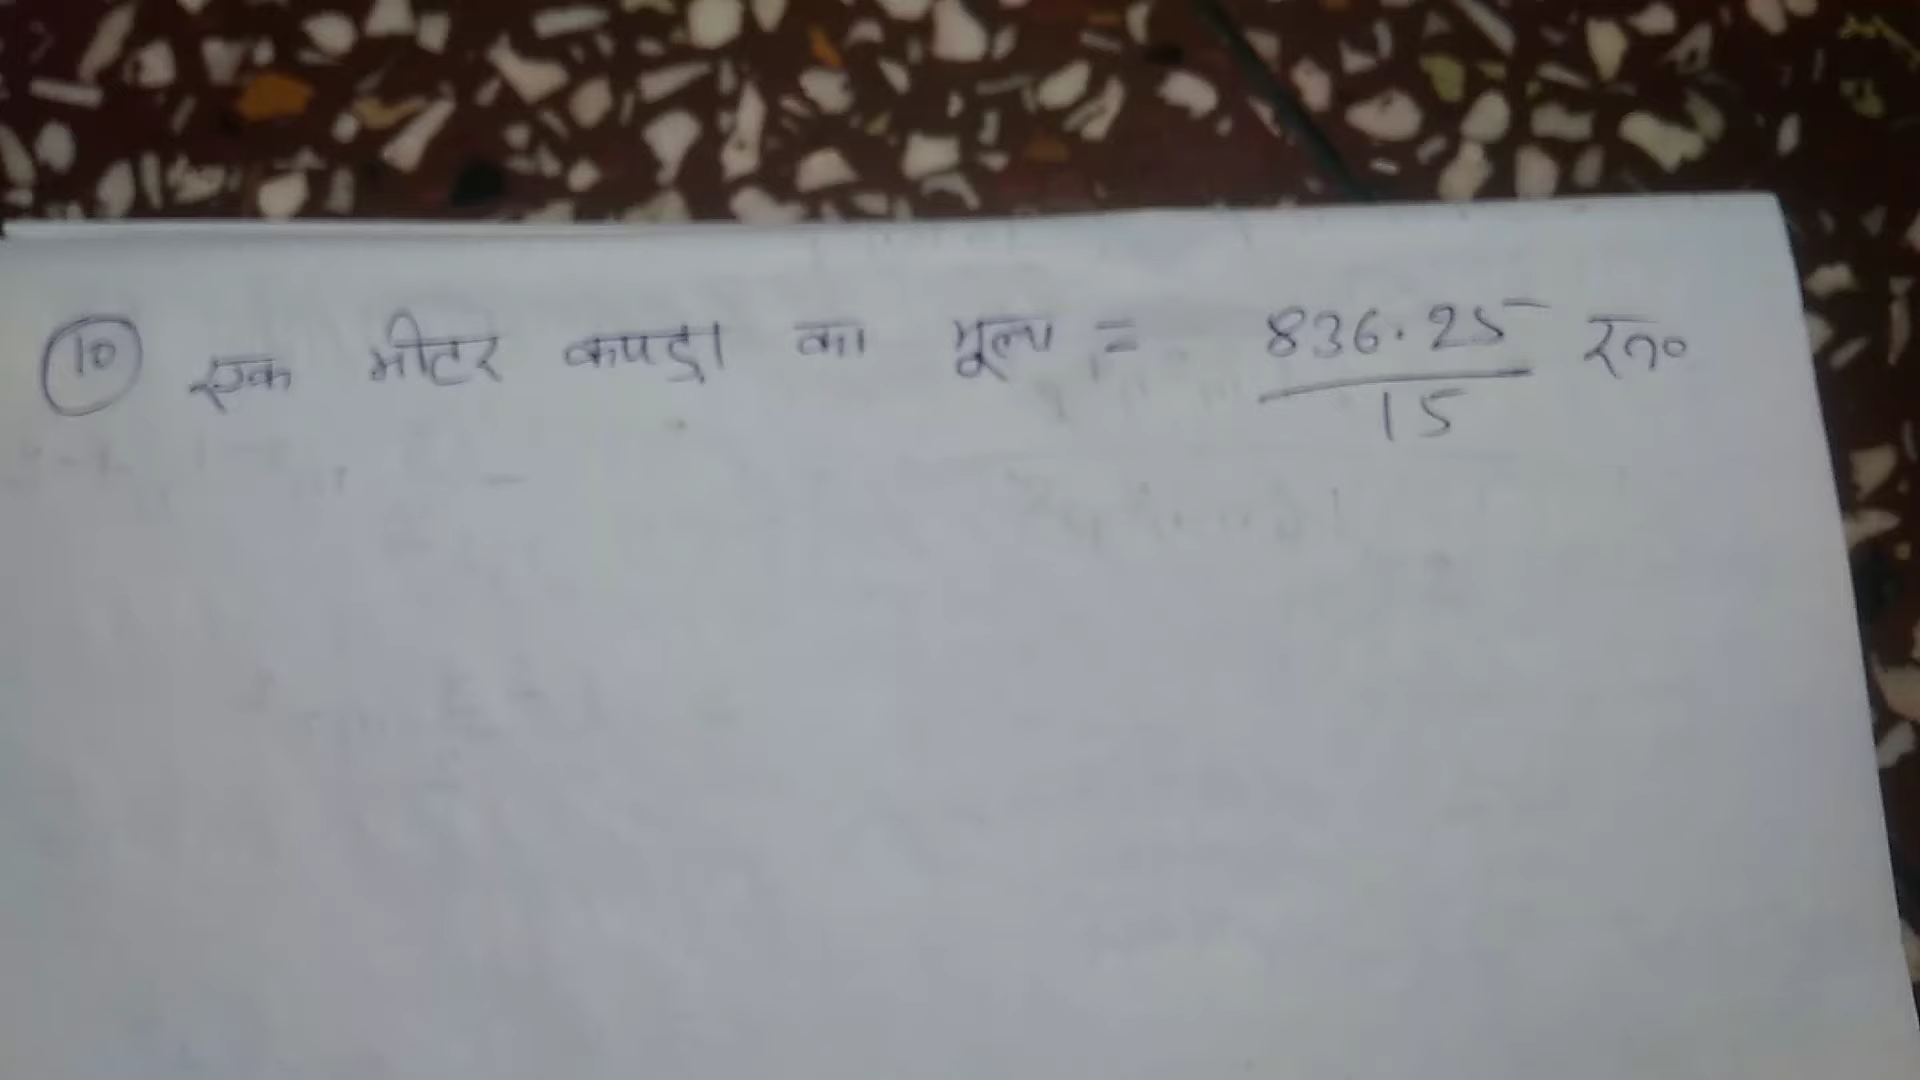 10 एक मीटर कपड़ा का मूल्य = 836.25 / 15 रु०